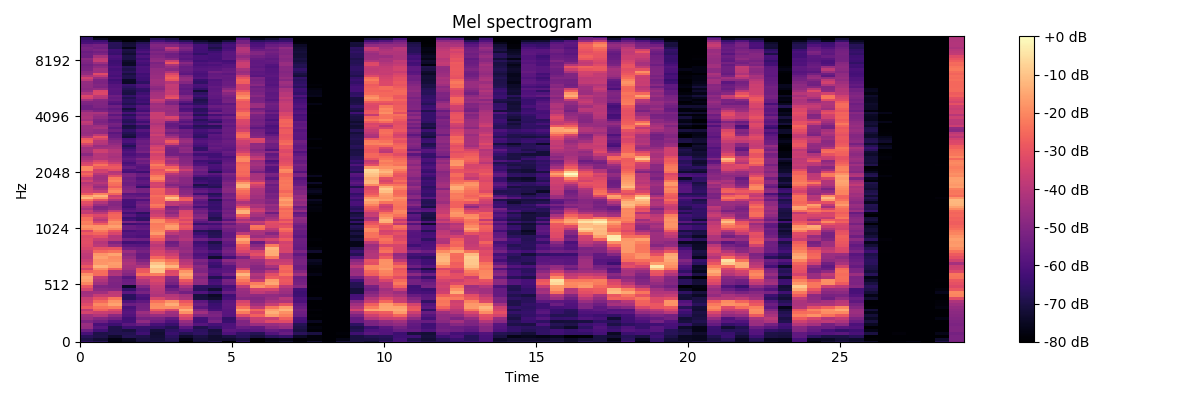 Mel spectrogram
8192
4096
2048
1024
512
0
Hz
0 5 10 15 20 25
Time
+0 dB
-10 dB
-20 dB
-30 dB
-40 dB
-50 dB
-60 dB
-70 dB
-80 dB